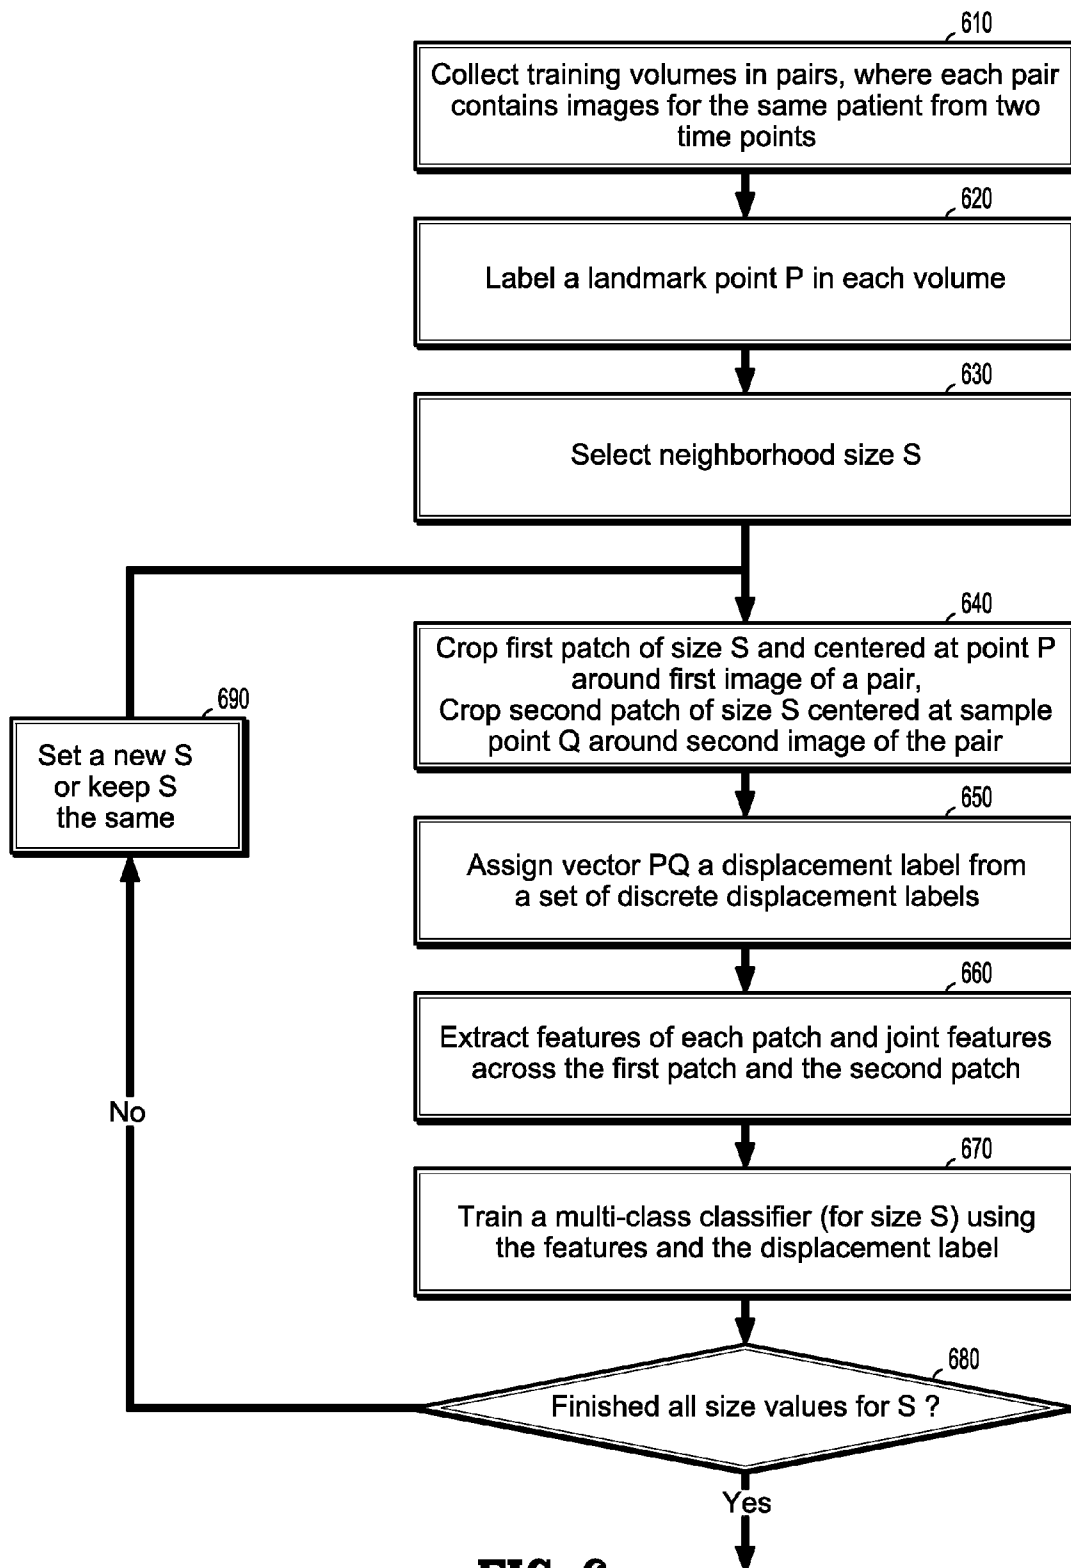 610
Collect training volumes in pairs, where each pair
contains images for the same patient from two
time points
620
Label a landmark point P in each volume
630
Select neighborhood size S
640
Crop first patch of size S and centered at point P
around first image of a pair,
Crop second patch of size S centered at sample
point Q around second image of the pair
690
Set a new S
or keep S
the same
650
Assign vector PQ a displacement label from
a set of discrete displacement labels
660
Extract features of each patch and joint features
across the first patch and the second patch
No
670
Train a multi-class classifier (for size S) using
the features and the displacement label
680
Finished all size values for S ?
Yes
FIG. 6